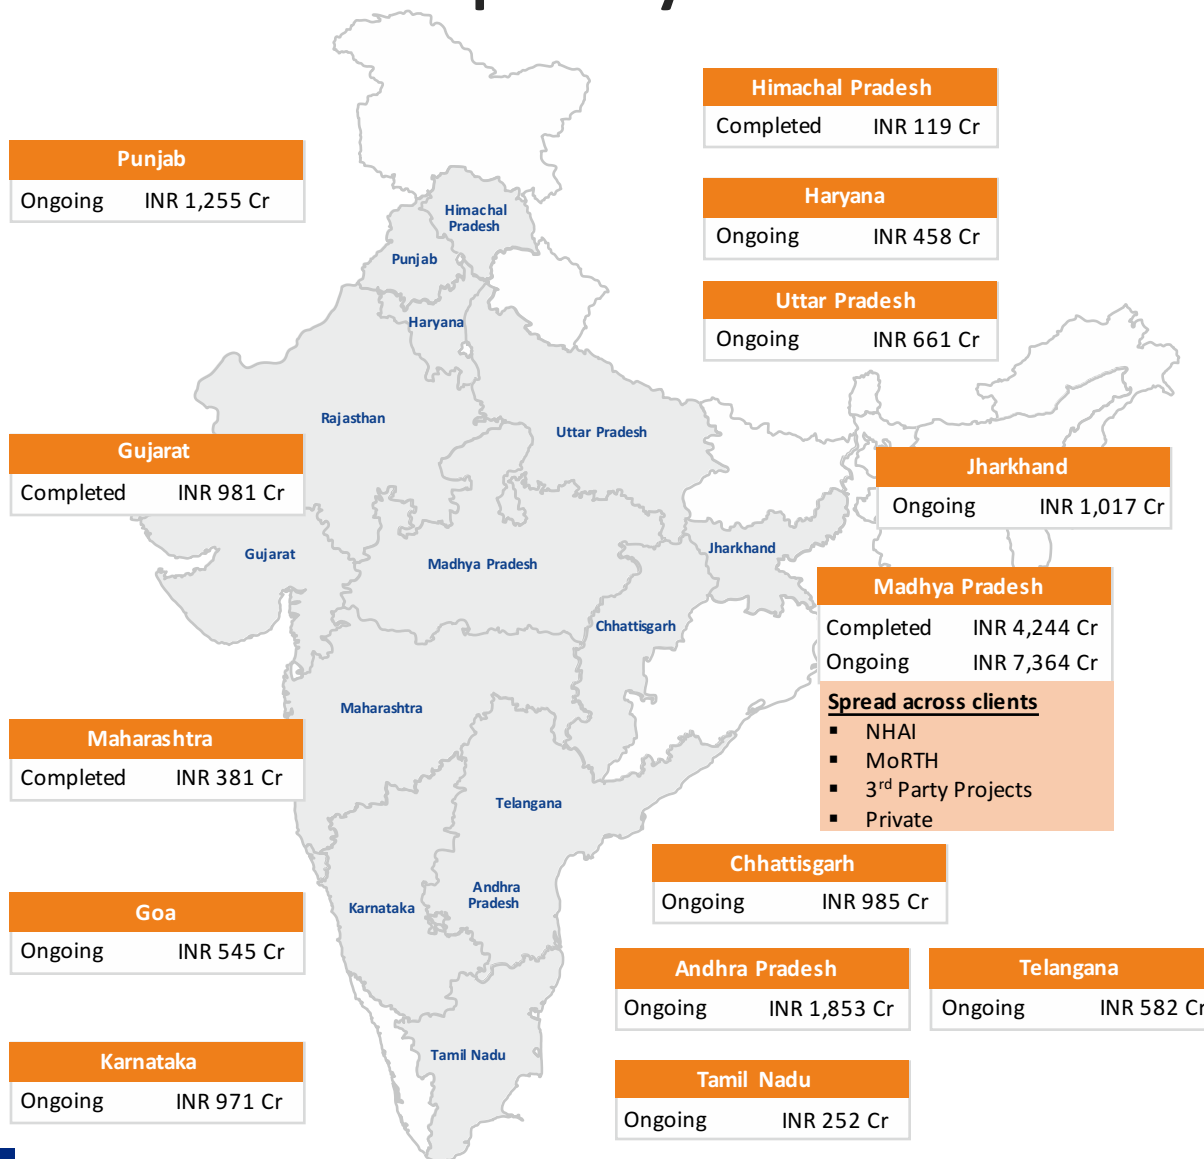 Himachal Pradesh
Completed INR 119 Cr
Punjab
Ongoing INR 1,255 Cr
Haryana
Ongoing INR 458 Cr
Uttar Pradesh
Ongoing INR 661 Cr
Himachal
Pradesh
Punjab
Haryana
Rajasthan
Uttar Pradesh
Gujarat
Completed INR 981 Cr
Jharkhand
Ongoing INR 1,017 Cr
Gujarat
Madhya Pradesh
Jharkhand
Chhattisgarh
Madhya Pradesh
Completed INR 4,244 Cr
Ongoing INR 7,364 Cr
Spread across clients
▪ NHAI
▪ MoRTH
▪ 3rd Party Projects
▪ Private
Maharashtra
Maharashtra
Completed INR 381 Cr
Telangana
Andhra
Pradesh
Karnataka
Chhattisgarh
Ongoing INR 985 Cr
Goa
Ongoing INR 545 Cr
Andhra Pradesh
Ongoing INR 1,853 Cr
Telangana
Ongoing INR 582 Cr
Karnataka
Ongoing INR 971 Cr
Tamil Nadu
Tamil Nadu
Ongoing INR 252 Cr